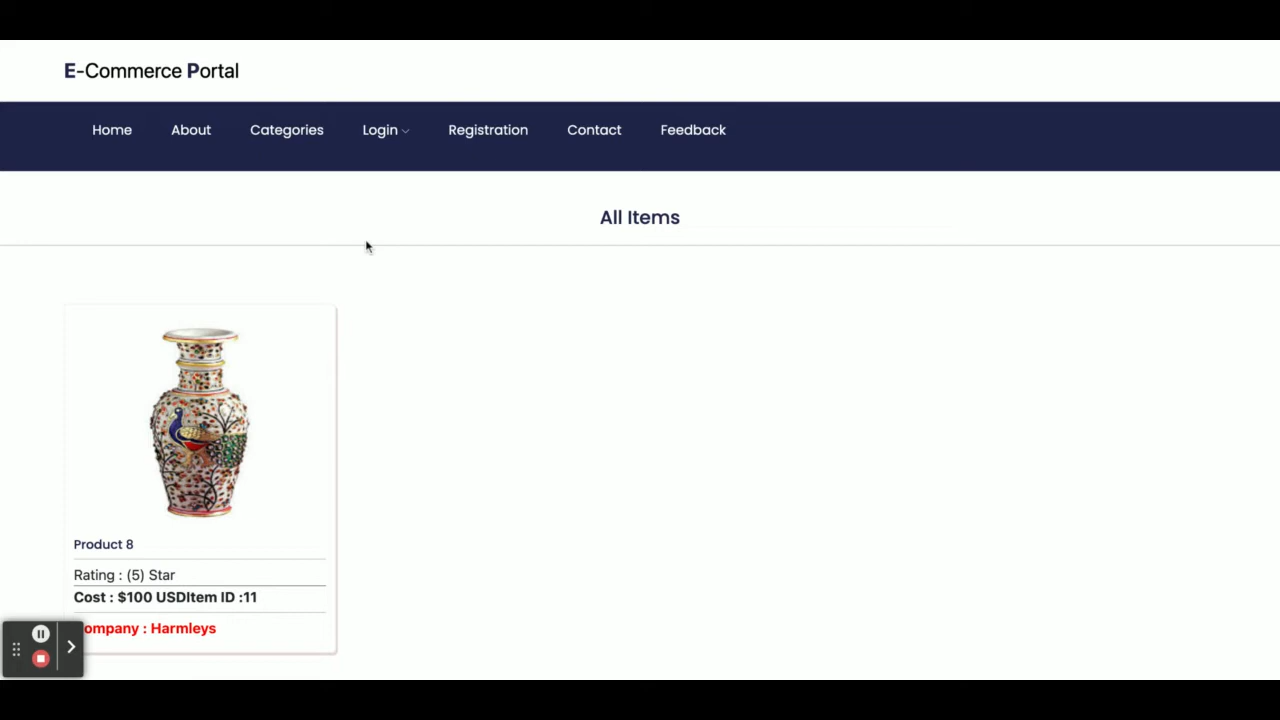 E-Commerce Portal
Home About Categories Login Registration Contact Feedback
All Items
Product 8
Rating : (5) Star
Cost : $100 USDItem ID :11
ompany : Harmleys